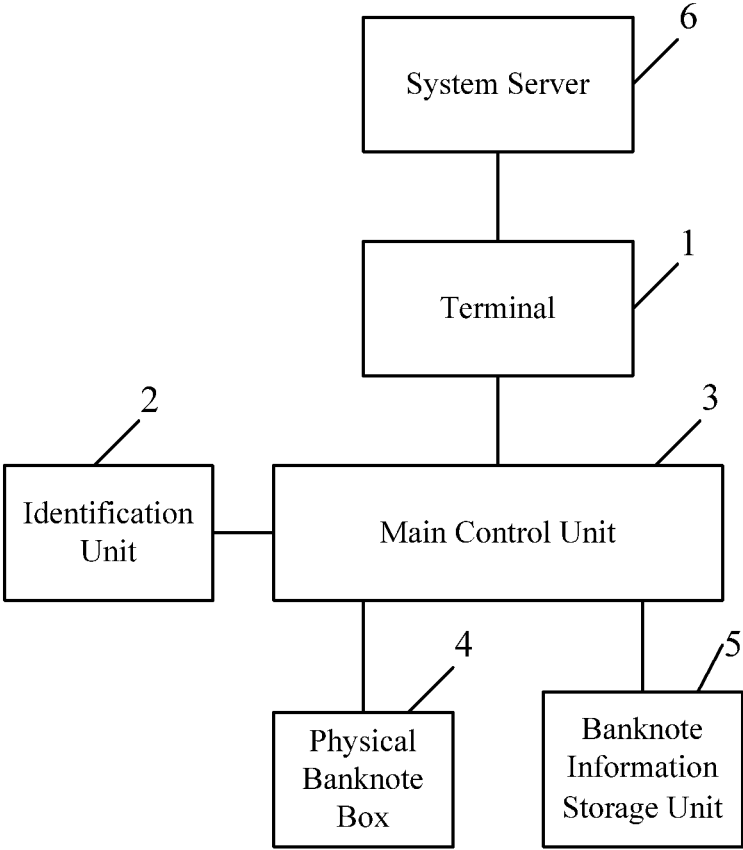 6
System Server
1
Terminal
2
3
Identification
Unit
Main Control Unit
4
5
Physical
Banknote
Box
Banknote
Information
Storage Unit